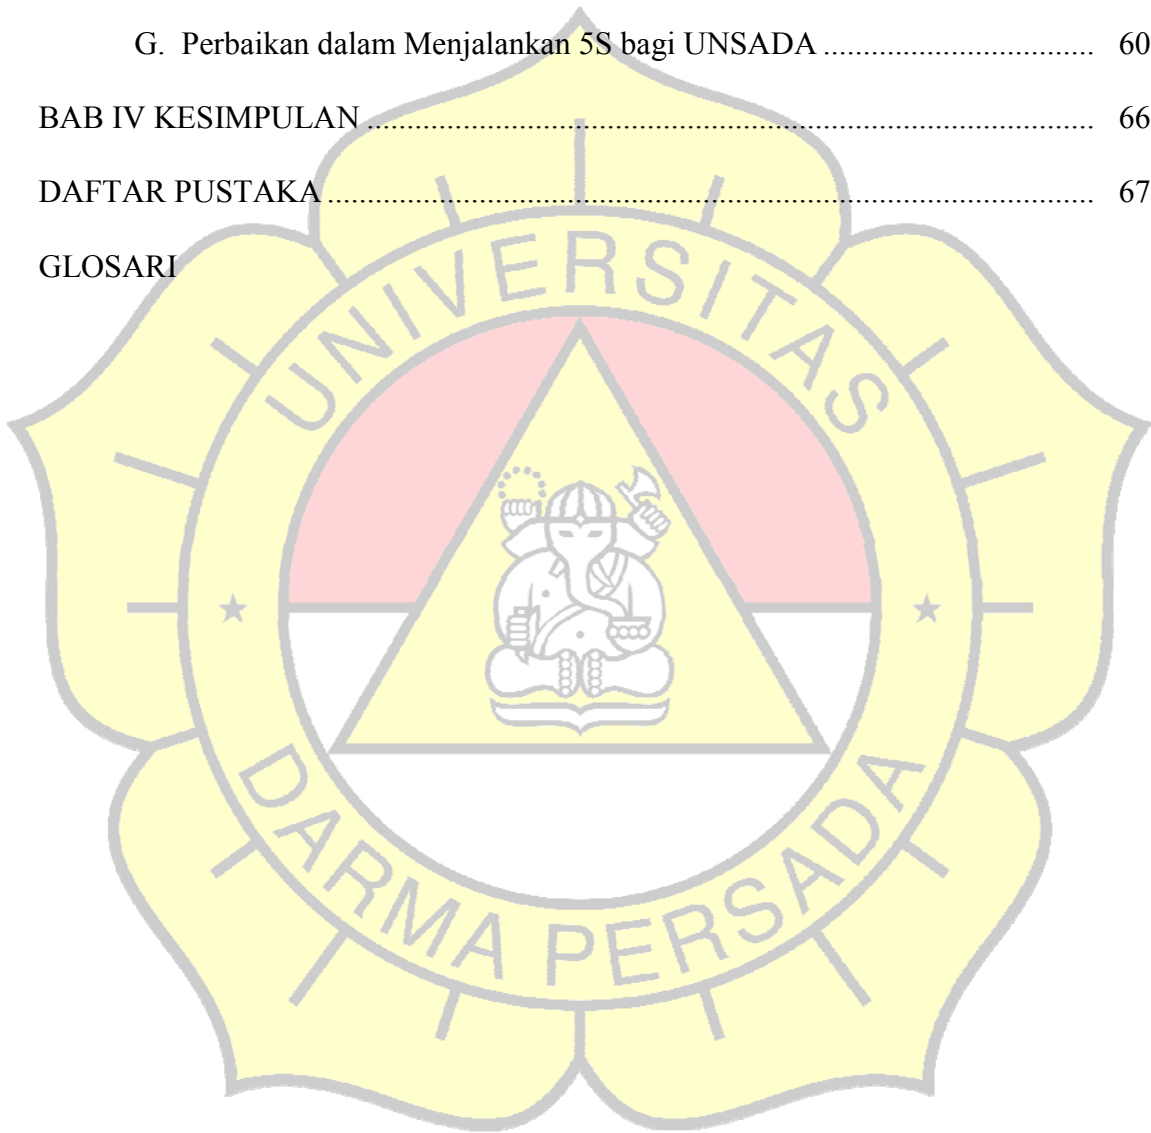 G. Perbaikan dalam Menjalankan 5S bagi UNSADA .................................. 60
BAB IV KESIMPULAN ............................................................................................ 66
DAFTAR PUSTAKA ................................................................................................. 67
GLOSARI
UNIVERSITAS
DARMA PERSADA